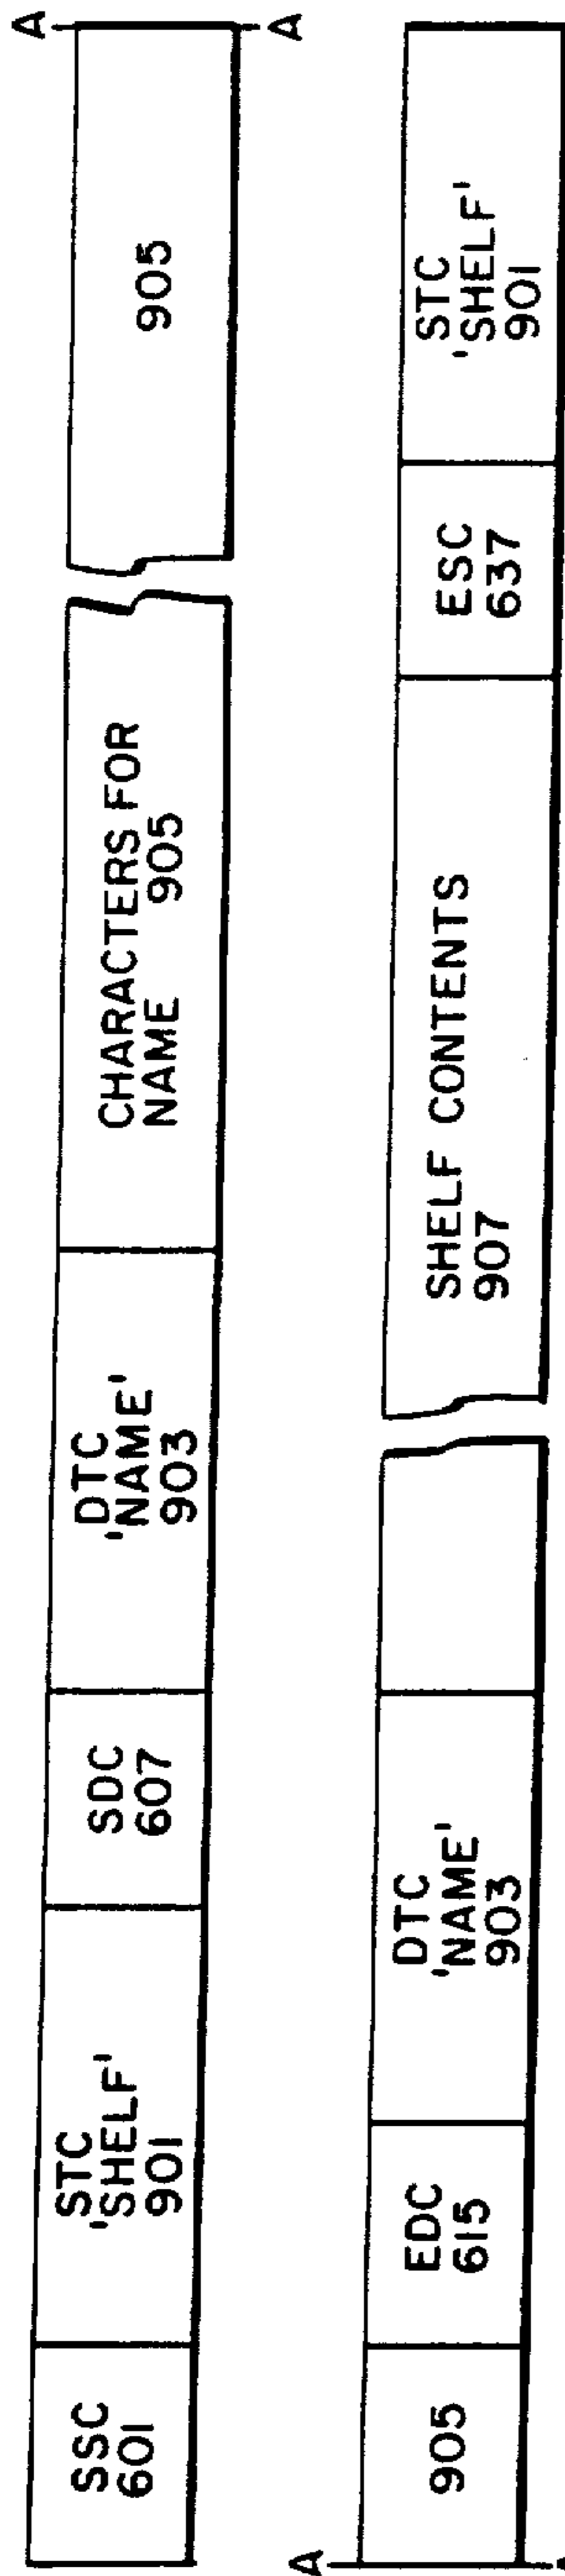 SSC
601
STC
'SHELF'
901
SDC
607
DTC
'NAME'
903
CHARACTERS FOR
NAME 905
905
A
A
A
905
EDC
615
DTC
'NAME'
903
SHELF CONTENTS
907
ESC
637
STC
'SHELF'
901